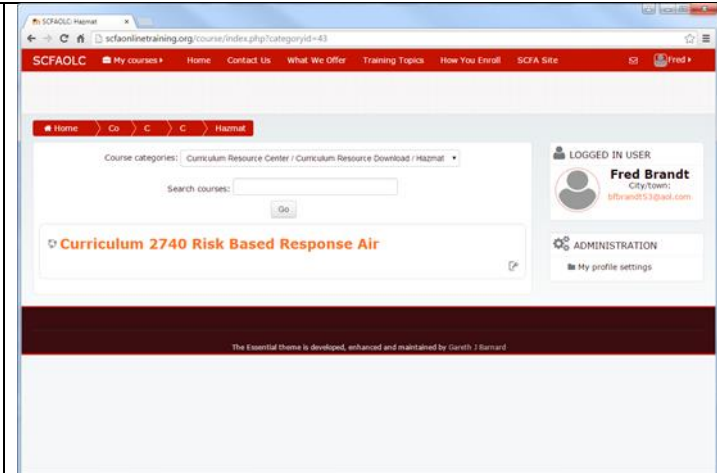 SCFAOLC: Hazmat
scfaonlinetraining.org/course/index.php?categoryid=43
SCFAOLC My courses Home Contact Us What We Offer Training Topics How You Enroll SCFA Site Fred
Home Co C C Hazmat
Course categories: Curriculum Resource Center / Curriculum Resource Download / Hazmat
Search courses:
Go
Curriculum 2740 Risk Based Response Air
LOGGED IN USER
Fred Brandt
City/town:
bfbrandt53@aol.com
ADMINISTRATION
My profile settings
The Essential theme is developed, enhanced and maintained by Gareth J Barnard